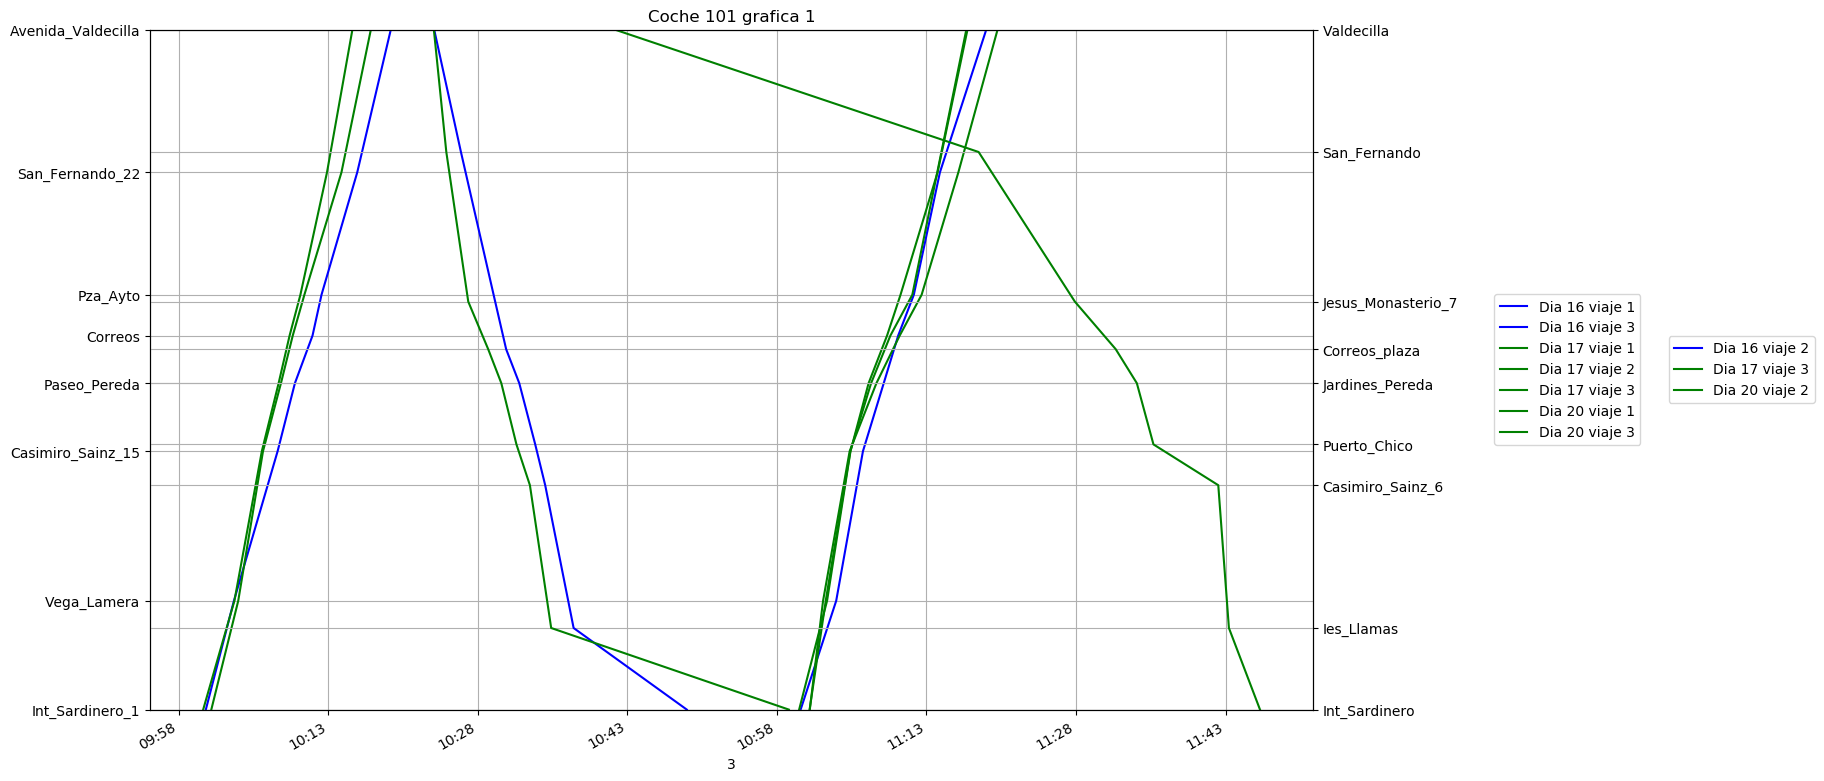 Coche 101 grafica 1
Avenida_Valdecilla
San_Fernando_22
Pza_Ayto
Correos
Paseo_Pereda
Casimiro_Sainz_15
Vega_Lamera
Int_Sardinero_1
Valdecilla
San_Fernando
Jesus_Monasterio_7
Correos_plaza
Jardines_Pereda
Puerto_Chico
Casimiro_Sainz_6
Ies_Llamas
Int_Sardinero
09:58
10:13
10:28
10:43
10:58
11:13
11:28
11:43
3
Dia 16 viaje 1
Dia 16 viaje 3
Dia 17 viaje 1
Dia 17 viaje 2
Dia 17 viaje 3
Dia 20 viaje 1
Dia 20 viaje 3
Dia 16 viaje 2
Dia 17 viaje 3
Dia 20 viaje 2